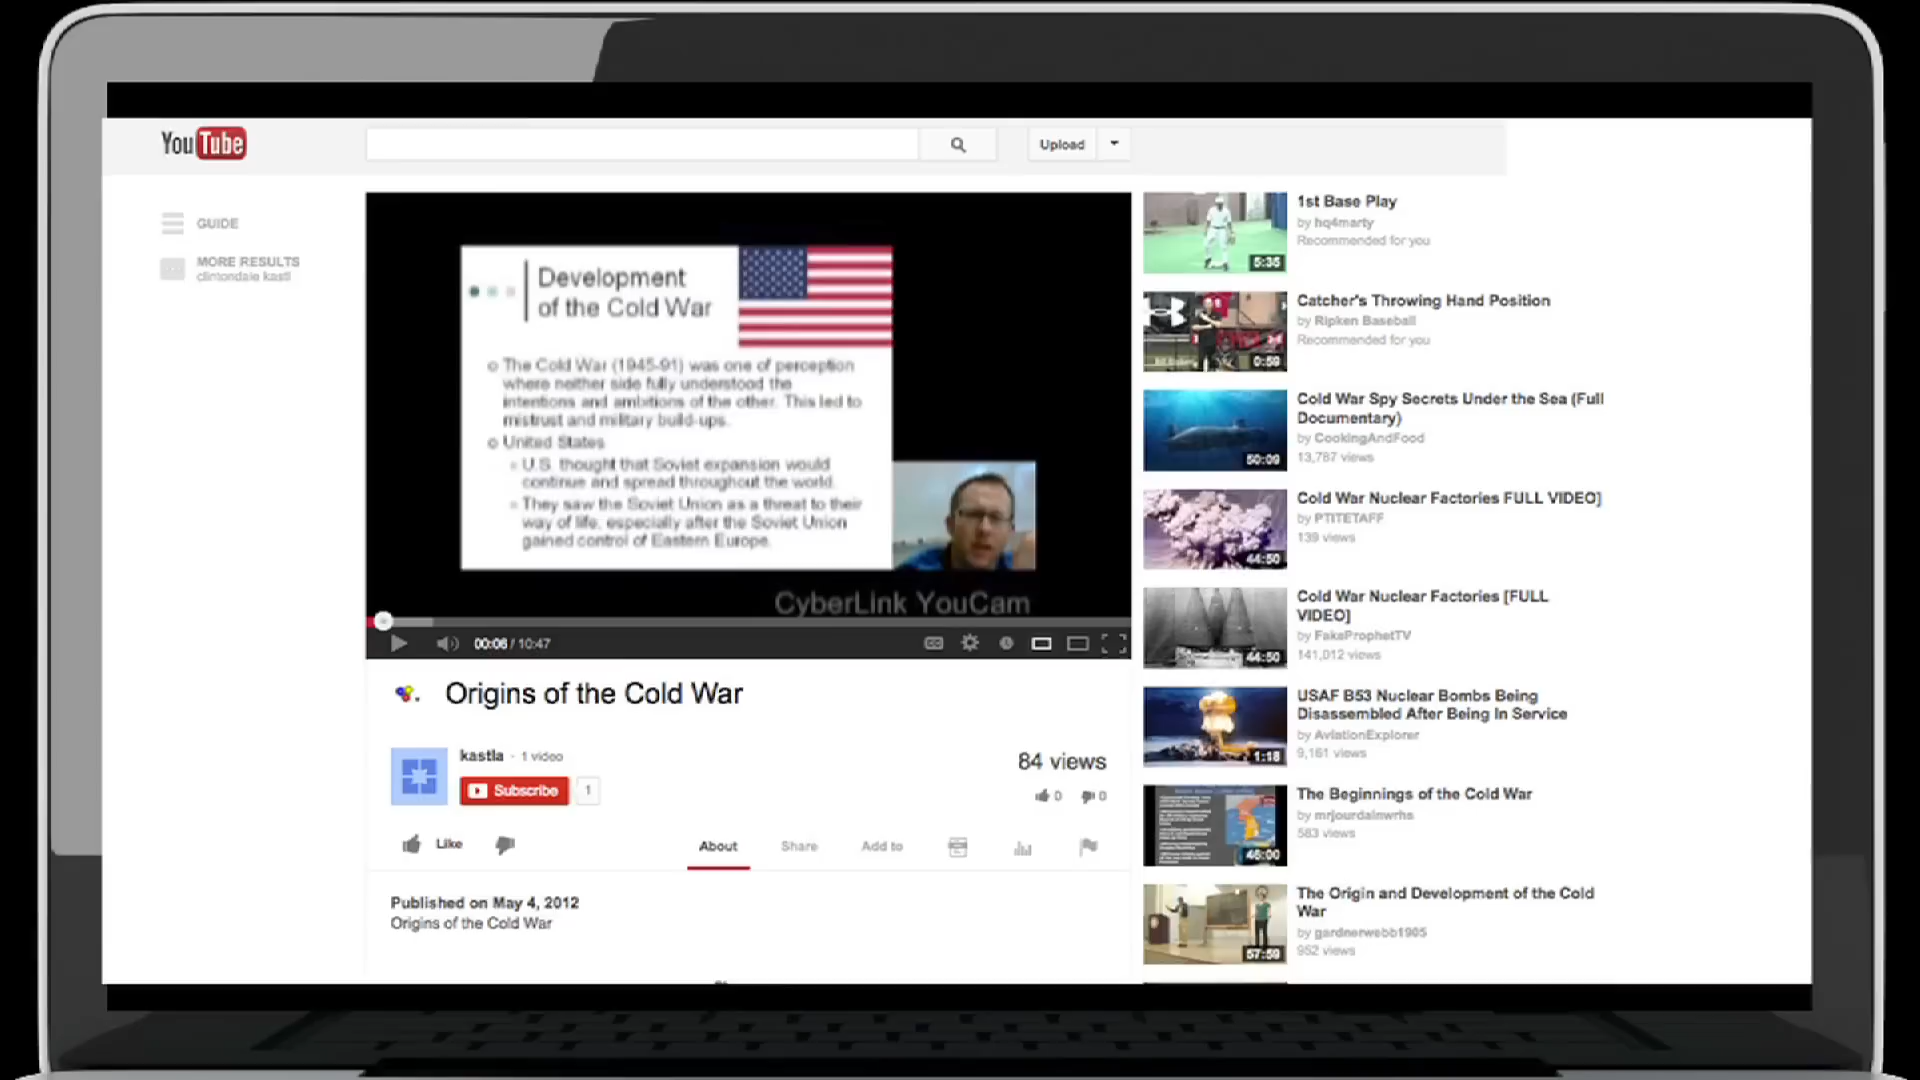 YouTube
Upload
GUIDE
MORE RESULTS
clintondale kastl
Development
of the Cold War
The Cold War (1945-91) was one of perception
where neither side fully understood the
intentions and ambitions of the other. This led to
mistrust and military build-ups.
United States
U.S. thought that Soviet expansion would
continue and spread throughout the world.
They saw the Soviet Union as a threat to their
way of life; especially after the Soviet Union
gained control of Eastern Europe.
CyberLink YouCam
00:06 / 10:47
Origins of the Cold War
kastla - 1 video
Subscribe 1
84 views
0 0
Like
About Share Add to
Published on May 4, 2012
Origins of the Cold War
1st Base Play
by hq4marty
Recommended for you
5:35
Catcher's Throwing Hand Position
by Ripken Baseball
Recommended for you
0:59
Cold War Spy Secrets Under the Sea (Full
Documentary)
by CookingAndFood
13,787 views
50:09
Cold War Nuclear Factories FULL VIDEO]
by PTITETAFF
139 views
44:50
Cold War Nuclear Factories [FULL
VIDEO]
by FakeProphetTV
141,012 views
44:50
USAF B53 Nuclear Bombs Being
Disassembled After Being In Service
by AviationExplorer
9,161 views
1:18
The Beginnings of the Cold War
by mrjourdainwrhs
583 views
46:00
The Origin and Development of the Cold
War
by gardnerwebb1905
952 views
57:59